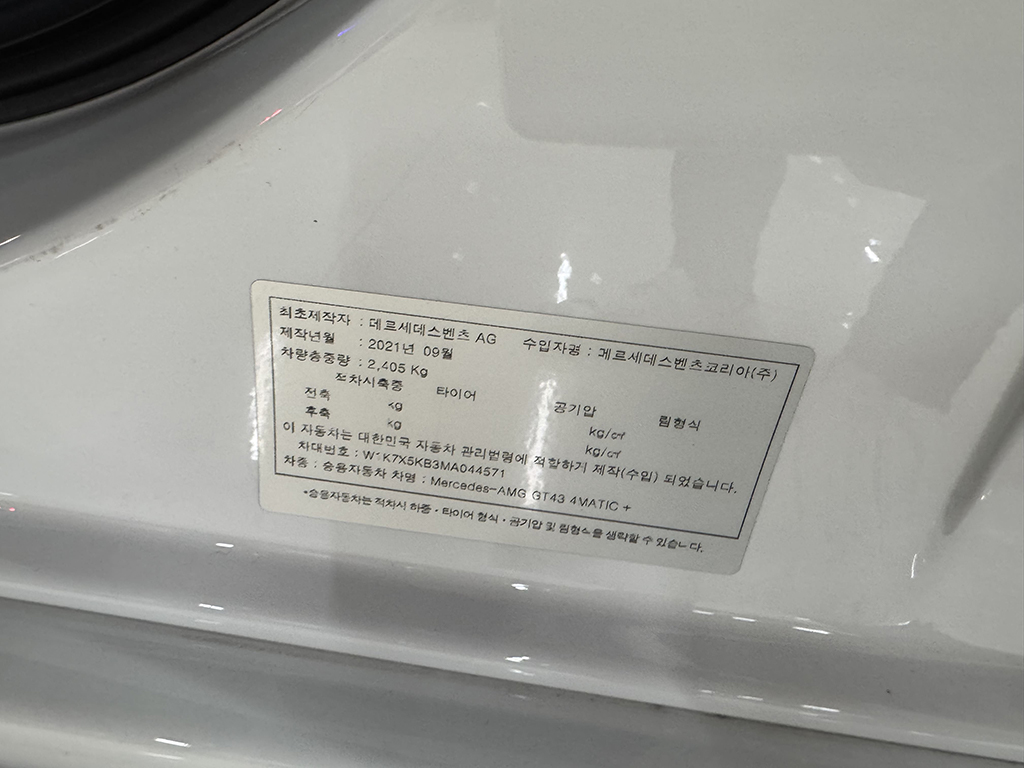 최초제작자 : 메르세데스벤츠 AG 수입자명 : 메르세데스벤츠코리아(주)
제작년월 : 2021년 09월
차량총중량 : 2,405 Kg
적차시축중 타이어 공기압 림형식
전축 kg kg/㎠
후축 kg kg/㎠
이 자동차는 대한민국 자동차 관리법령에 적합하게 제작(수입) 되었습니다.
차대번호 : W1K7X5KB3MA044571
차종 : 승용자동차 차명 : Mercedes-AMG GT43 4MATIC +
*승용자동차는 적차시 하중·타이어 형식·공기압 및 림형식을 생략할 수 있습니다.